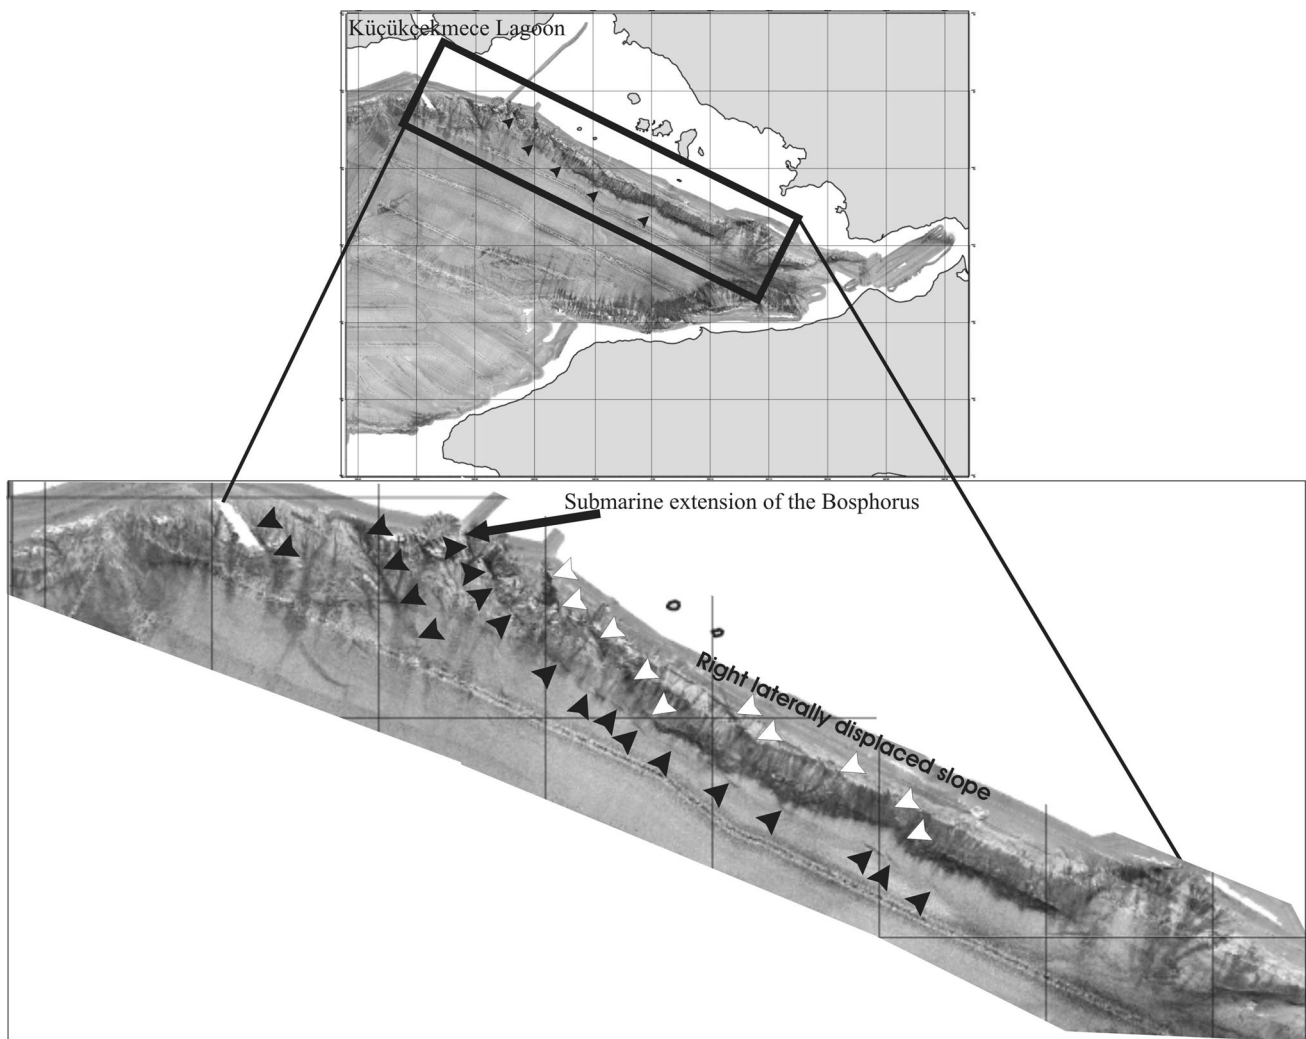 Küçükçekmece Lagoon
Submarine extension of the Bosphorus
Right laterally displaced slope